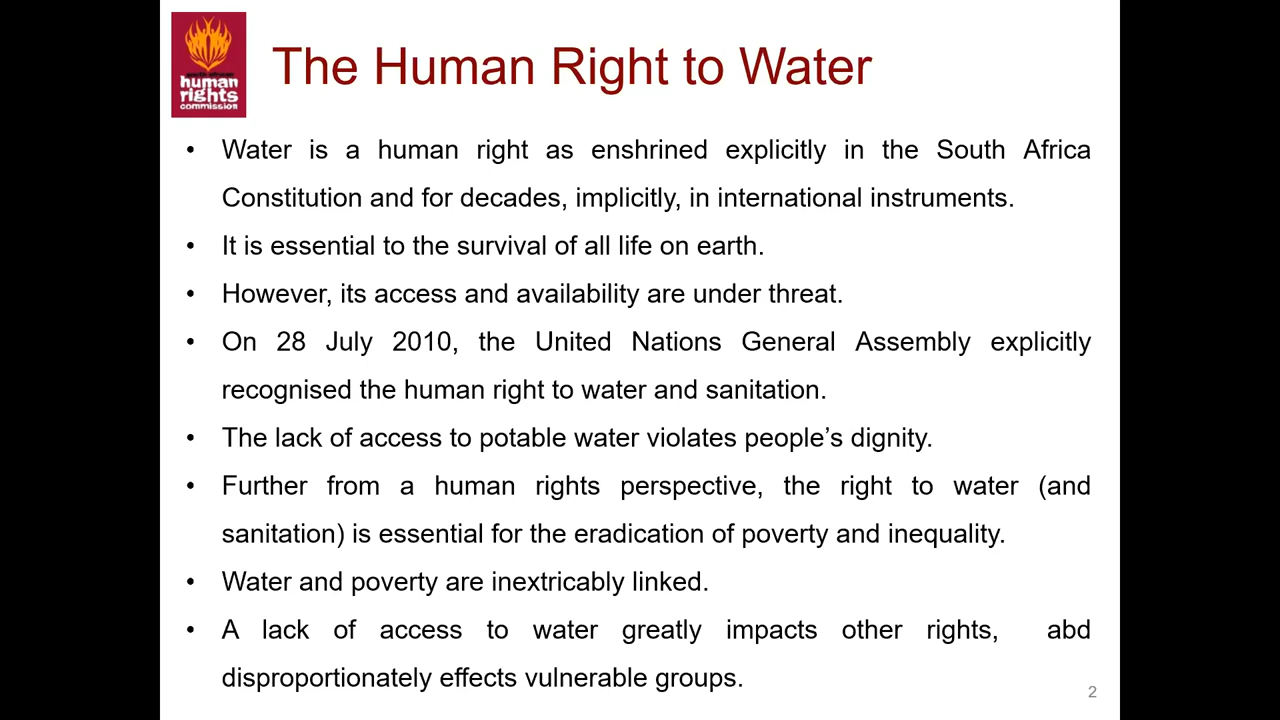 south african
human
rights
commission
The Human Right to Water
• Water is a human right as enshrined explicitly in the South Africa
Constitution and for decades, implicitly, in international instruments.
• It is essential to the survival of all life on earth.
• However, its access and availability are under threat.
• On 28 July 2010, the United Nations General Assembly explicitly
recognised the human right to water and sanitation.
• The lack of access to potable water violates people’s dignity.
• Further from a human rights perspective, the right to water (and
sanitation) is essential for the eradication of poverty and inequality.
• Water and poverty are inextricably linked.
• A lack of access to water greatly impacts other rights, abd
disproportionately effects vulnerable groups.
2